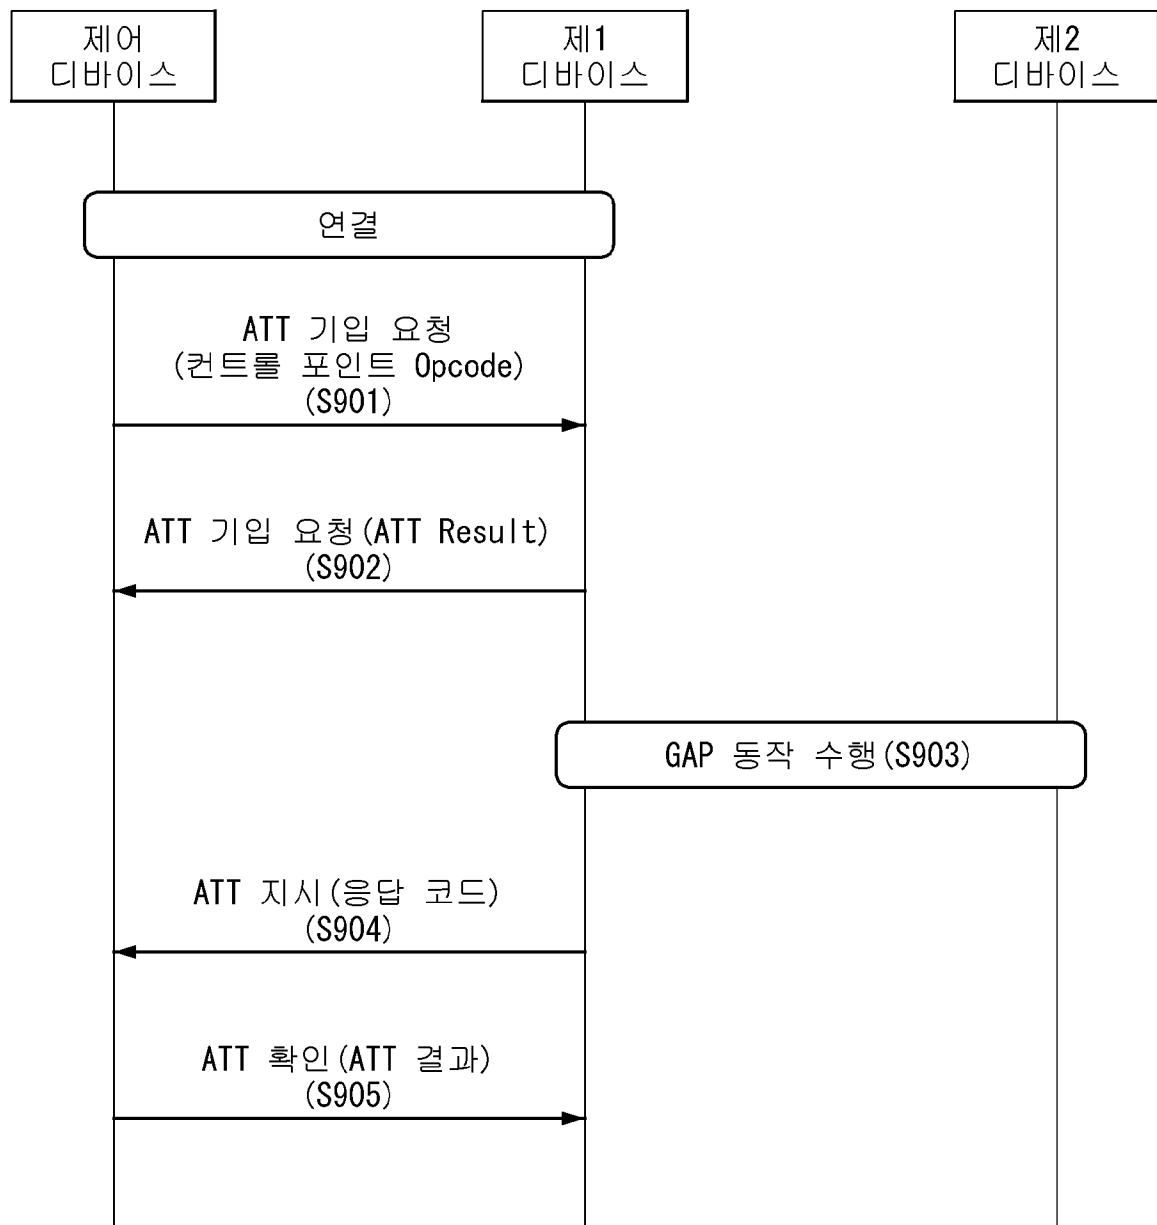 제어
디바이스
제1
디바이스
제2
디바이스
연결
ATT 기입 요청
(컨트롤 포인트 Opcode)
(S901)
ATT 기입 요청(ATT Result)
(S902)
GAP 동작 수행(S903)
ATT 지시(응답 코드)
(S904)
ATT 확인(ATT 결과)
(S905)